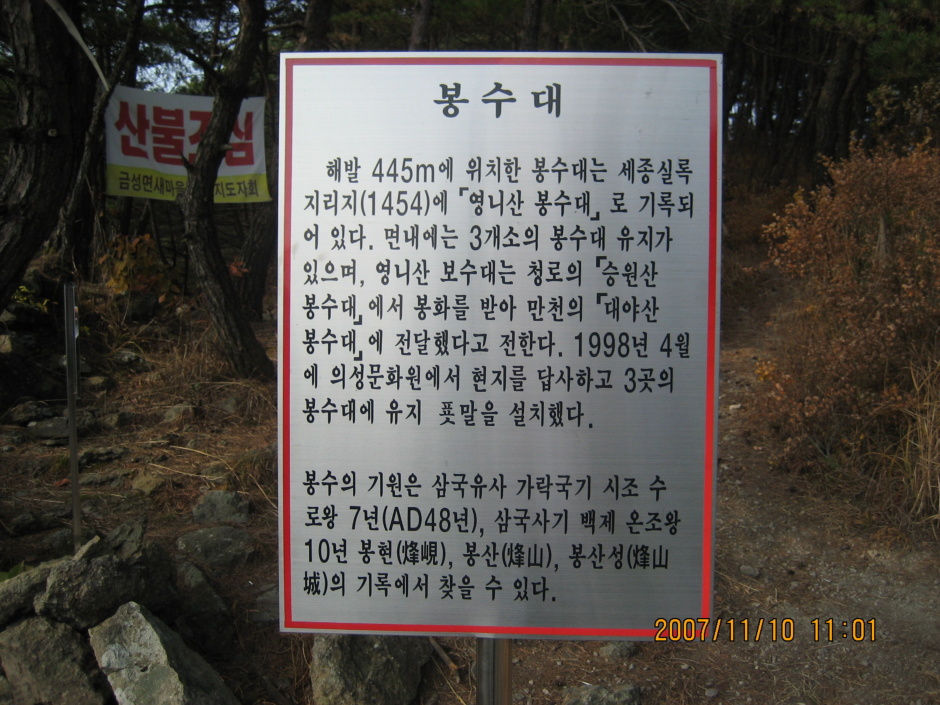 산불조심
금성면새마을 지도자회
봉수대
해발 445m에 위치한 봉수대는 세종실록
지리지(1454)에 「영니산 봉수대」로 기록되
어 있다. 면내에는 3개소의 봉수대 유지가
있으며, 영니산 보수대는 청로의 「승원산
봉수대」에서 봉화를 받아 만천의 「대야산
봉수대」에 전달했다고 전한다. 1998년 4월
에 의성문화원에서 현지를 답사하고 3곳의
봉수대에 유지 푯말을 설치했다.
봉수의 기원은 삼국유사 가락국기 시조 수
로왕 7년(AD48년), 삼국사기 백제 온조왕
10년 봉현(烽峴), 봉산(烽山), 봉산성(烽山
城)의 기록에서 찾을 수 있다.
2007/11/10 11:01